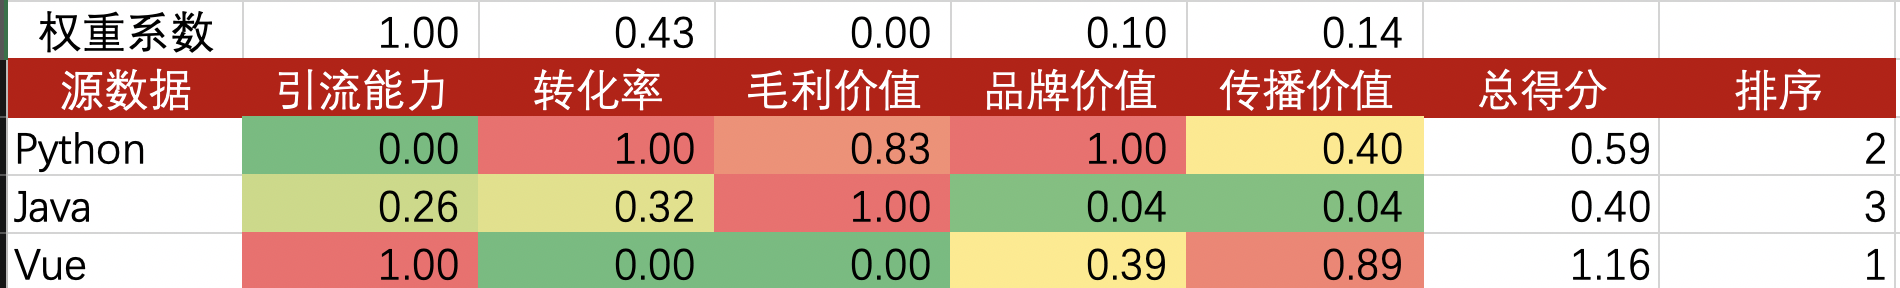 权重系数 1.00 0.43 0.00 0.10 0.14
源数据 引流能力 转化率 毛利价值 品牌价值 传播价值 总得分 排序
Python 0.00 1.00 0.83 1.00 0.40 0.59 2
Java 0.26 0.32 1.00 0.04 0.04 0.40 3
Vue 1.00 0.00 0.00 0.39 0.89 1.16 1